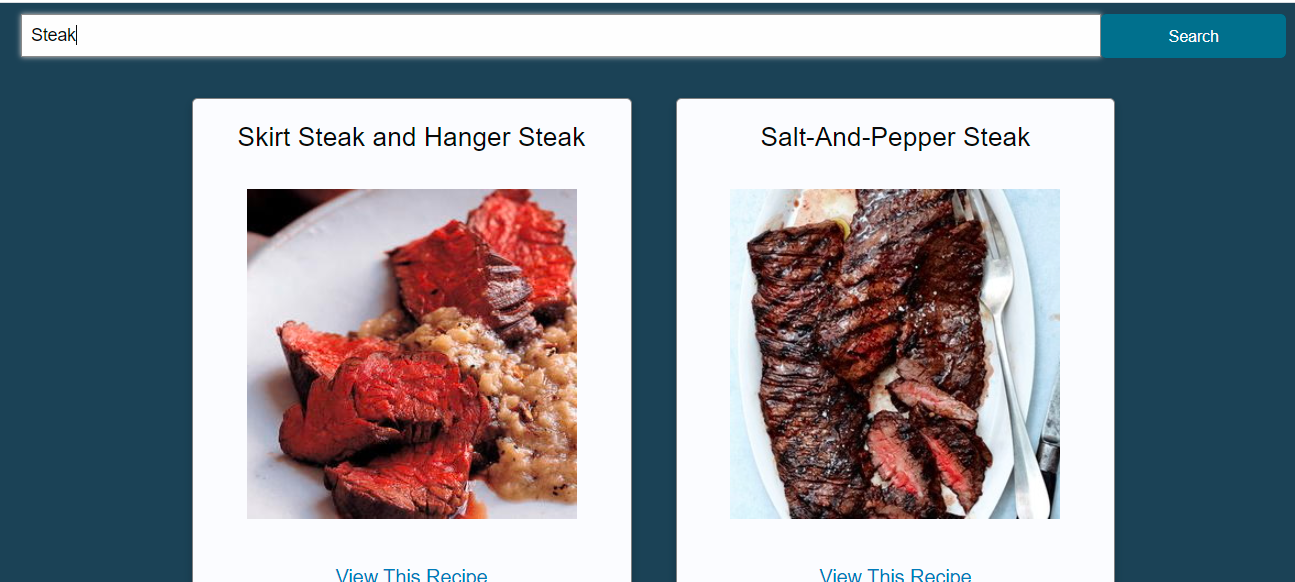 Steak
Search
Skirt Steak and Hanger Steak
Salt-And-Pepper Steak
View This Recipe
View This Recipe